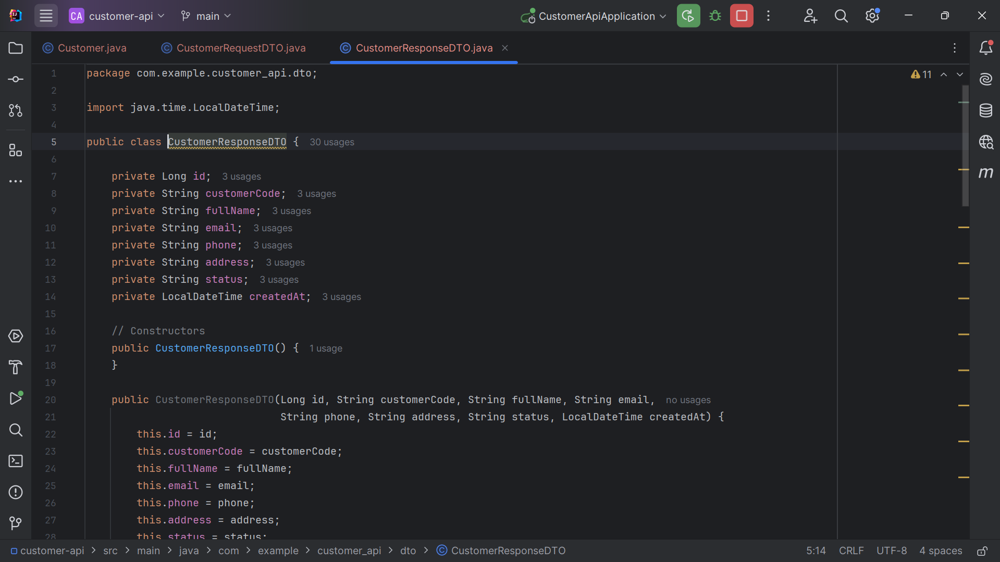 CA customer-api main CustomerApiApplication
Customer.java CustomerRequestDTO.java CustomerResponseDTO.java
11
1 package com.example.customer_api.dto;
2
3 import java.time.LocalDateTime;
4
5 public class CustomerResponseDTO { 30 usages
6
7 private Long id; 3 usages
8 private String customerCode; 3 usages
9 private String fullName; 3 usages
10 private String email; 3 usages
11 private String phone; 3 usages
12 private String address; 3 usages
13 private String status; 3 usages
14 private LocalDateTime createdAt; 3 usages
15
16 // Constructors
17 public CustomerResponseDTO() { 1 usage
18 }
19
20 public CustomerResponseDTO(Long id, String customerCode, String fullName, String email, no usages
21 String phone, String address, String status, LocalDateTime createdAt) {
22 this.id = id;
23 this.customerCode = customerCode;
24 this.fullName = fullName;
25 this.email = email;
26 this.phone = phone;
27 this.address = address;
28 this.status = status;
customer-api > src > main > java > com > example > customer_api > dto > CustomerResponseDTO 5:14 CRLF UTF-8 4 spaces